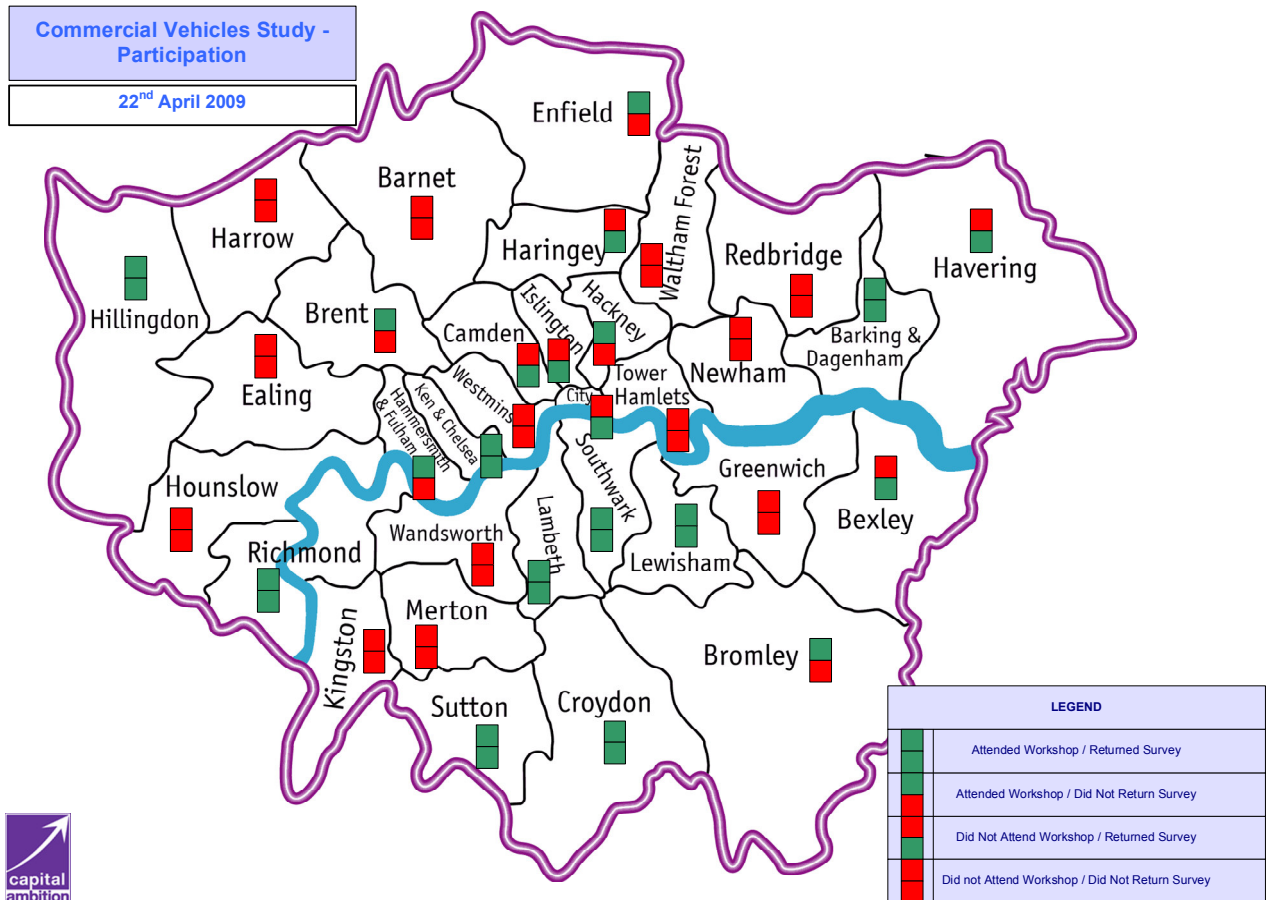 Commercial Vehicles Study -
Participation
22nd April 2009
Enfield
Barnet
Harrow
Haringey
Waltham Forest
Redbridge
Havering
Hillingdon
Brent
Camden
Islington
Hackney
Barking &
Dagenham
Ealing
Westmins
City
Tower
Hamlets
Newham
Hammersmith
& Fulham
Ken & Chelsea
Southwark
Greenwich
Hounslow
Bexley
Richmond
Wandsworth
Lambeth
Lewisham
Kingston
Merton
Bromley
Sutton
Croydon
LEGEND
Attended Workshop / Returned Survey
Attended Workshop / Did Not Return Survey
Did Not Attend Workshop / Returned Survey
Did not Attend Workshop / Did Not Return Survey
capital
ambition